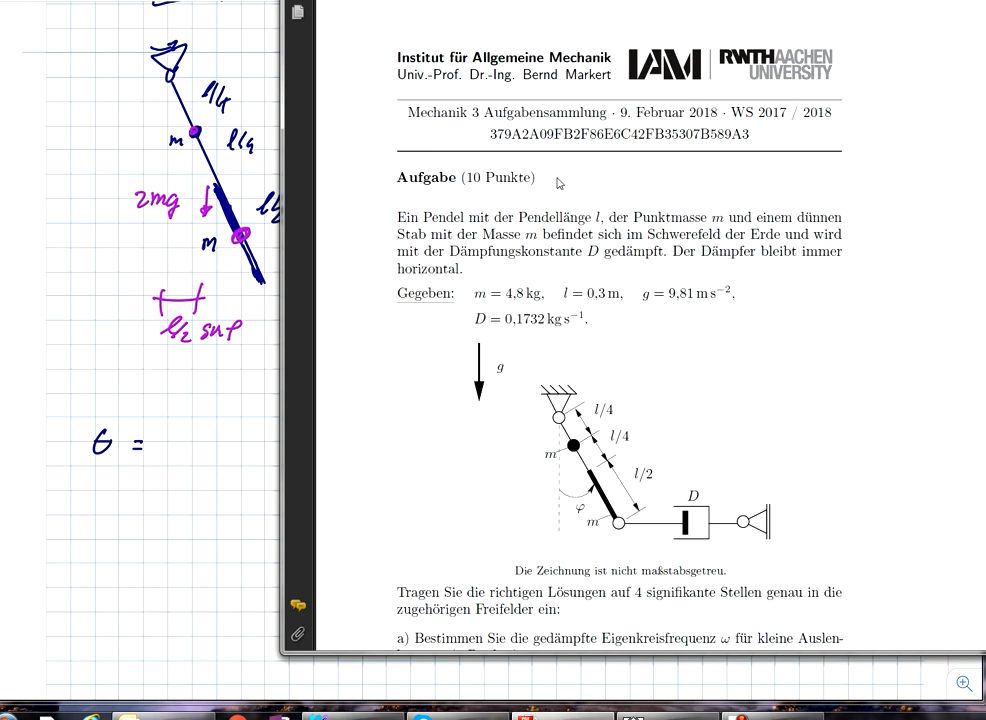 Institut für Allgemeine Mechanik
Univ.-Prof. Dr.-Ing. Bernd Markert
IAM
RWTHAACHEN
UNIVERSITY
Mechanik 3 Aufgabensammlung · 9. Februar 2018 · WS 2017 / 2018
379A2A09FB2F86E6C42FB35307B589A3
Aufgabe (10 Punkte)
Ein Pendel mit der Pendellänge l, der Punktmasse m und einem dünnen
Stab mit der Masse m befindet sich im Schwerefeld der Erde und wird
mit der Dämpfungskonstante D gedämpft. Der Dämpfer bleibt immer
horizontal.
Gegeben: m = 4,8 kg, l = 0,3 m, g = 9,81 m s⁻²,
D = 0,1732 kg s⁻¹.
g
l/4
l/4
m
l/2
φ
m
D
Die Zeichnung ist nicht maßstabsgetreu.
Tragen Sie die richtigen Lösungen auf 4 signifikante Stellen genau in die
zugehörigen Freifelder ein:
a) Bestimmen Sie die gedämpfte Eigenkreisfrequenz ω für kleine Auslen-
l/4
m
l/4
2mg
m
l/2 sin φ
Θ =